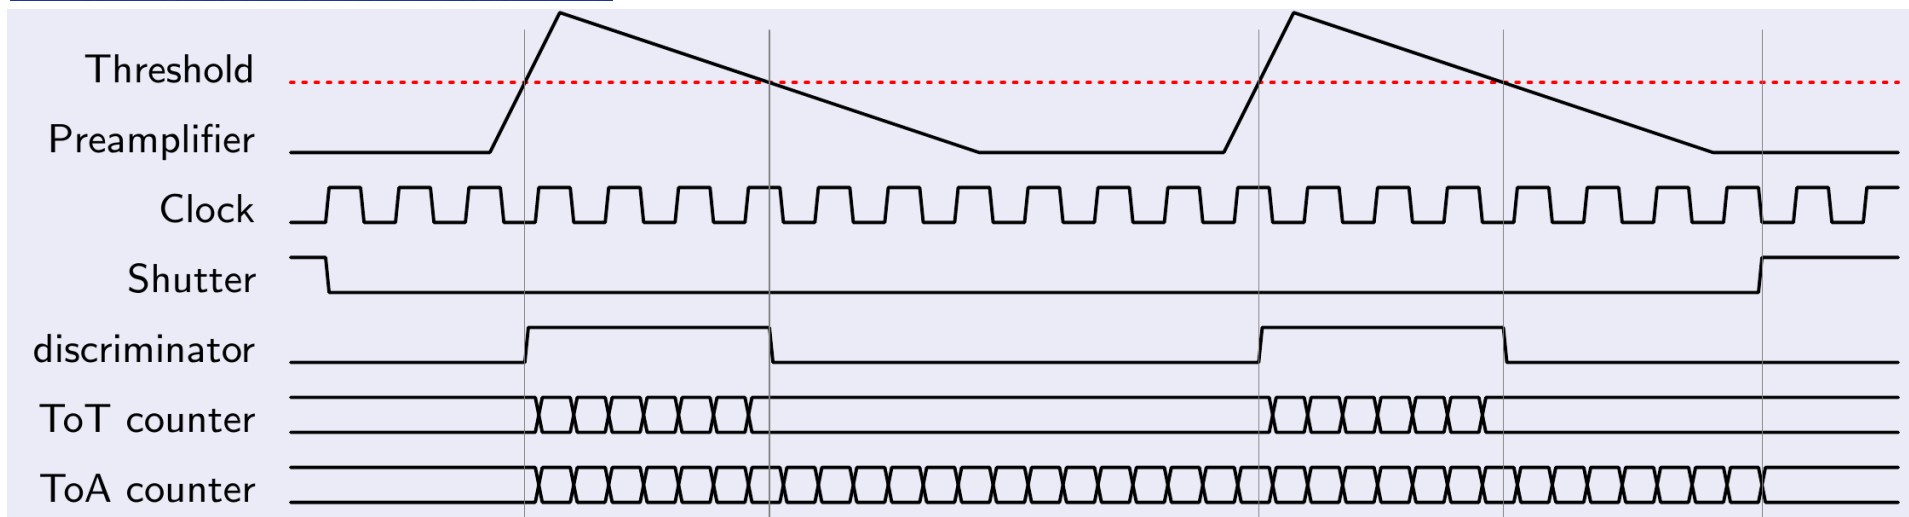 Threshold
Preamplifier
Clock
Shutter
discriminator
ToT counter
ToA counter